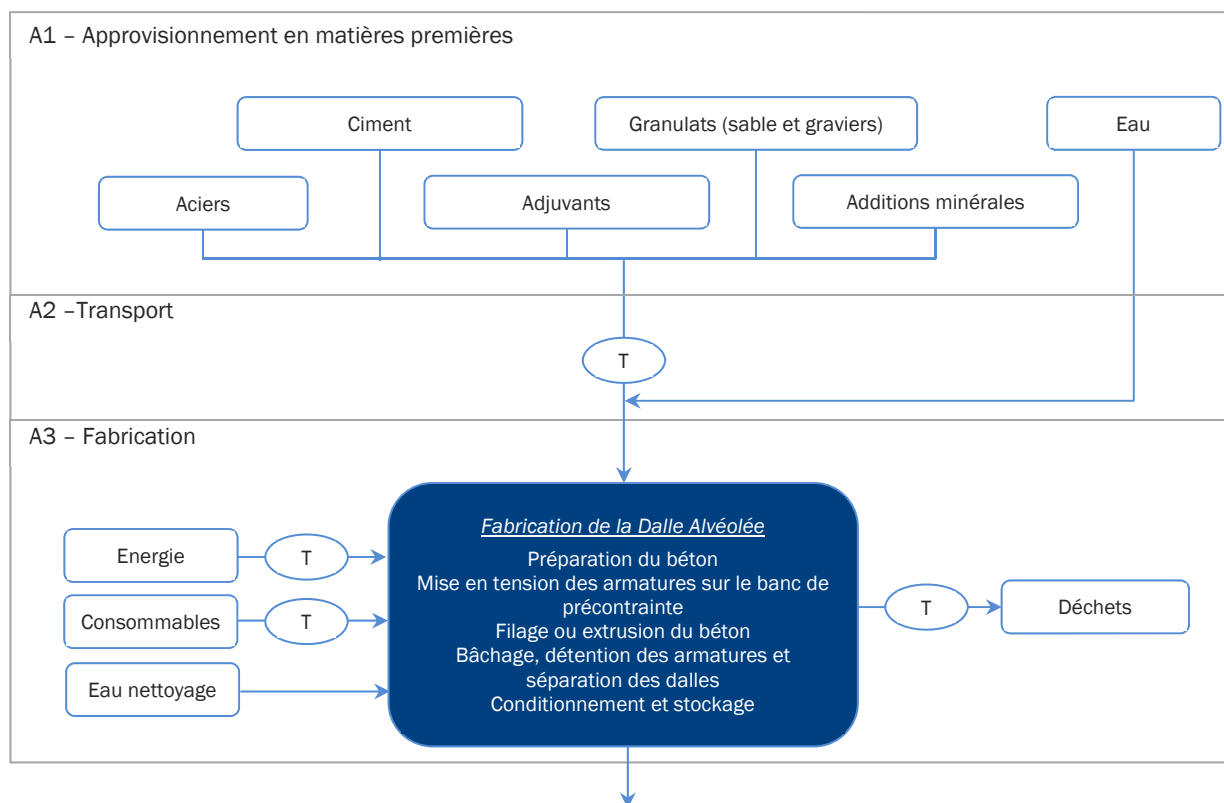 A1 – Approvisionnement en matières premières
Ciment
Granulats (sable et graviers)
Eau
Aciers
Adjuvants
Additions minérales
A2 –Transport
T
A3 – Fabrication
Fabrication de la Dalle Alvéolée
Préparation du béton
Mise en tension des armatures sur le banc de
précontrainte
Filage ou extrusion du béton
Bâchage, détention des armatures et
séparation des dalles
Conditionnement et stockage
Energie
T
Consommables
T
Eau nettoyage
T
Déchets